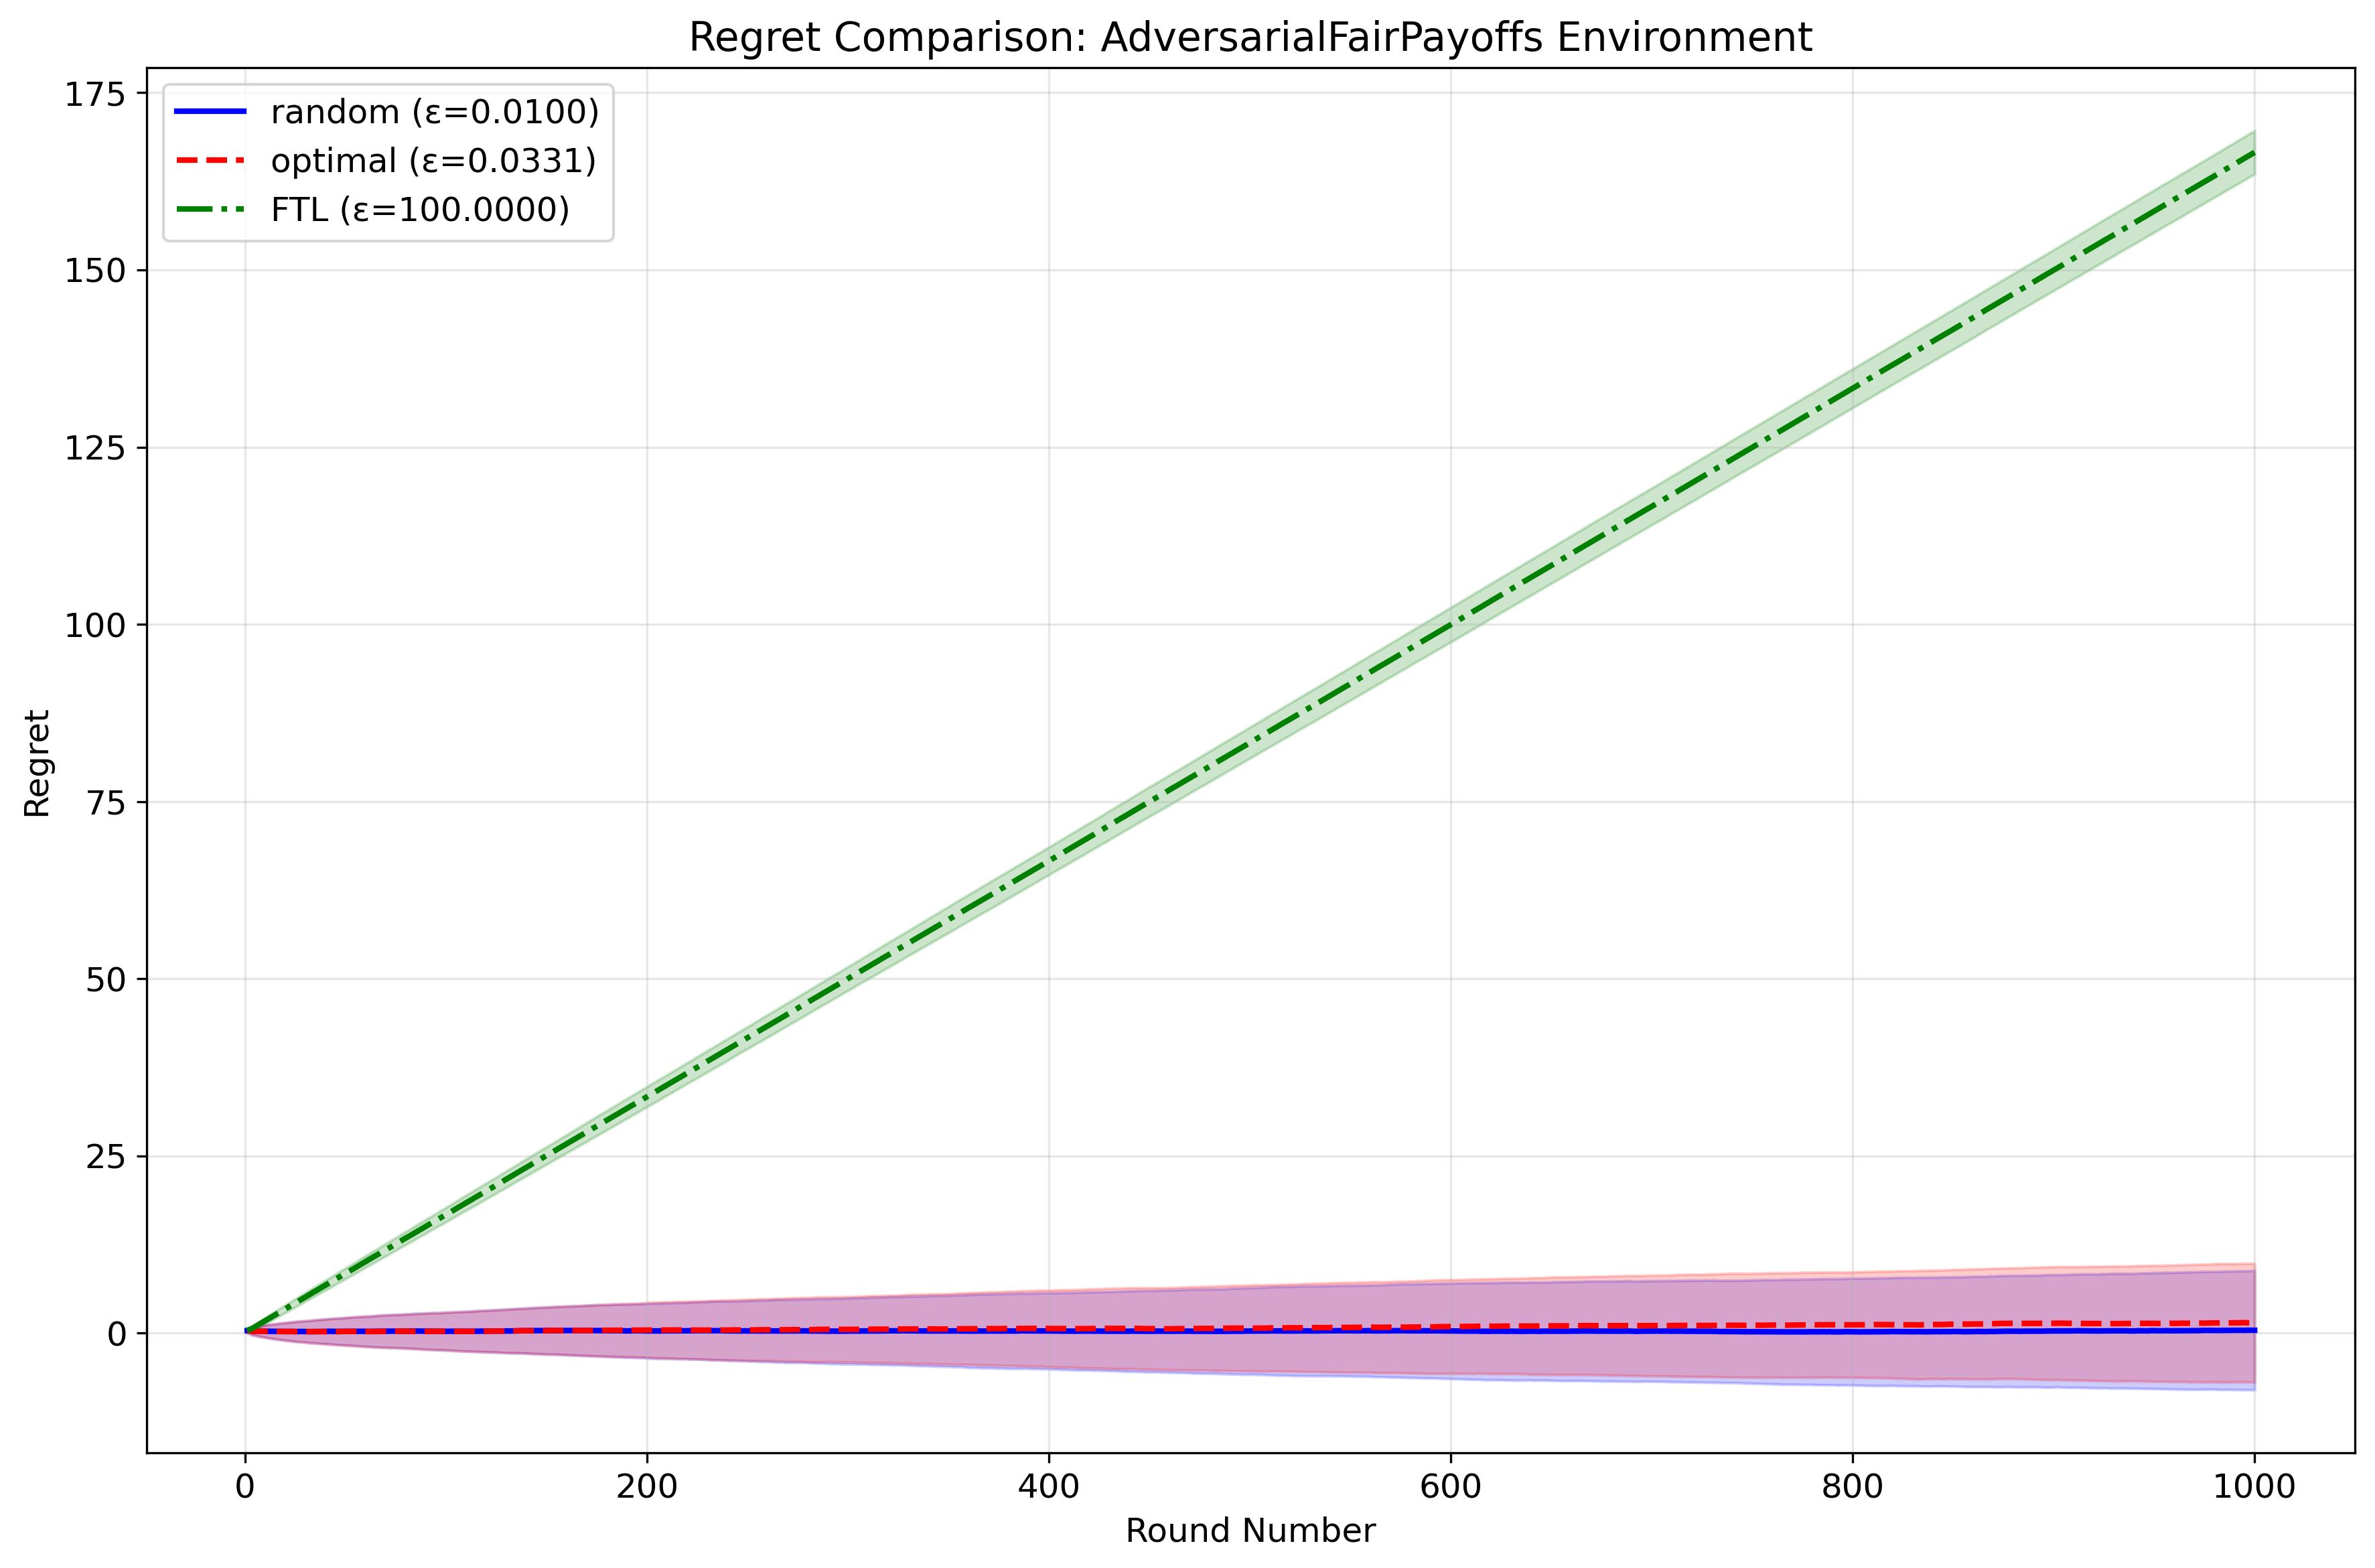 Regret Comparison: AdversarialFairPayoffs Environment
random (ε=0.0100)
optimal (ε=0.0331)
FTL (ε=100.0000)
Regret
175
150
125
100
75
50
25
0
0 200 400 600 800 1000
Round Number